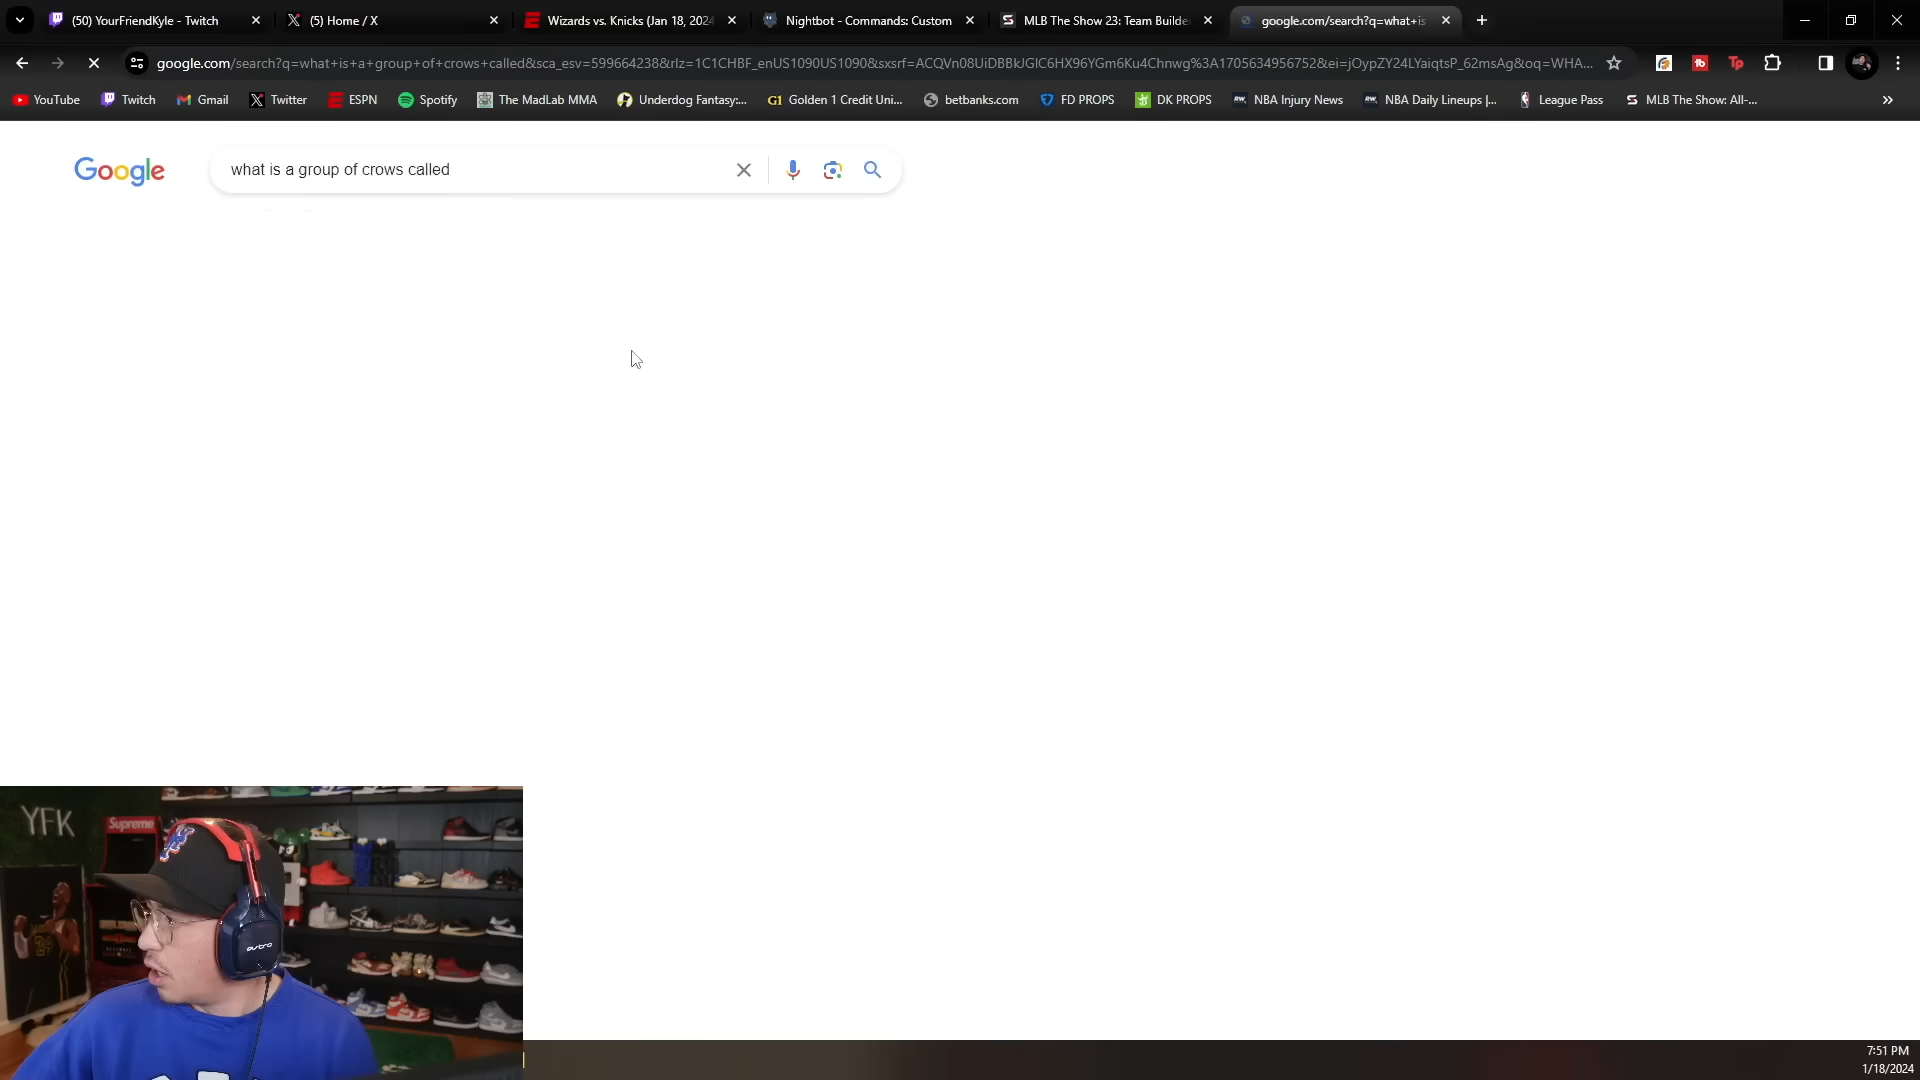 (50) YourFriendKyle - Twitch
(5) Home / X
Wizards vs. Knicks (Jan 18, 2024
Nightbot - Commands: Custom
MLB The Show 23: Team Builde
google.com/search?q=what+is
google.com/search?q=what+is+a+group+of+crows+called&sca_esv=599664238&rlz=1C1CHBF_enUS1090US1090&sxsrf=ACQVn08UiDBBkJGlC6HX96YGm6Ku4Chnwg%3A1705634956752&ei=jOypZY24LYaiqtsP_62msAg&oq=WHA...
YouTube
Twitch
Gmail
Twitter
ESPN
Spotify
The MadLab MMA
Underdog Fantasy:...
G1 Golden 1 Credit Uni...
betbanks.com
FD PROPS
DK PROPS
NBA Injury News
NBA Daily Lineups |...
League Pass
MLB The Show: All-...
Google
what is a group of crows called
YFK
Supreme
24
astro
7:51 PM
1/18/2024